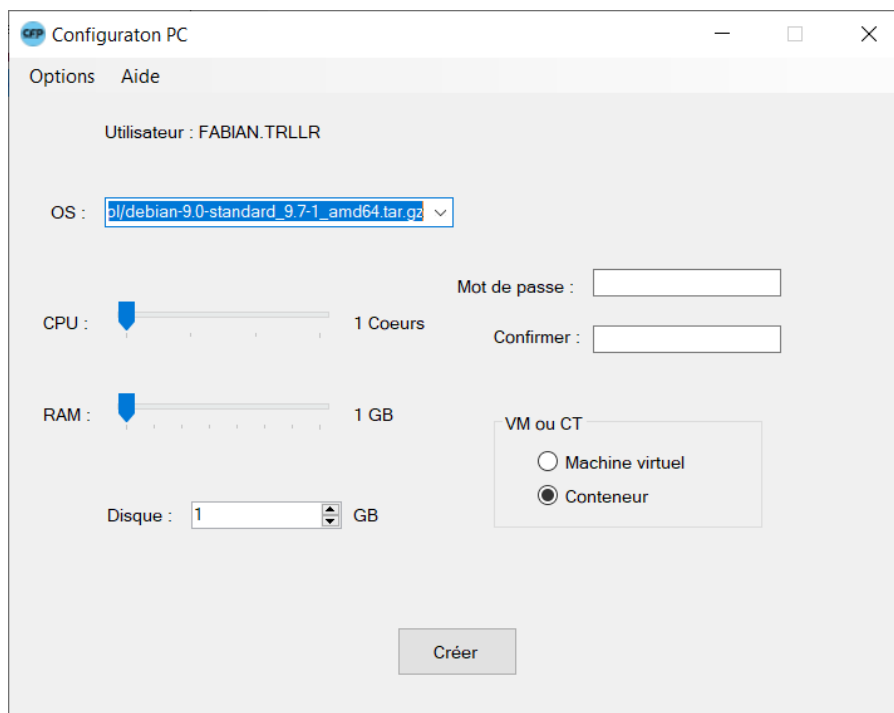 CFP Configuraton PC
Options Aide
Utilisateur : FABIAN.TRLLR
OS : pl/debian-9.0-standard_9.7-1_amd64.tar.gz
Mot de passe :
CPU : 1 Coeurs
Confirmer :
RAM : 1 GB
VM ou CT
Machine virtuel
Conteneur
Disque : 1 GB
Créer